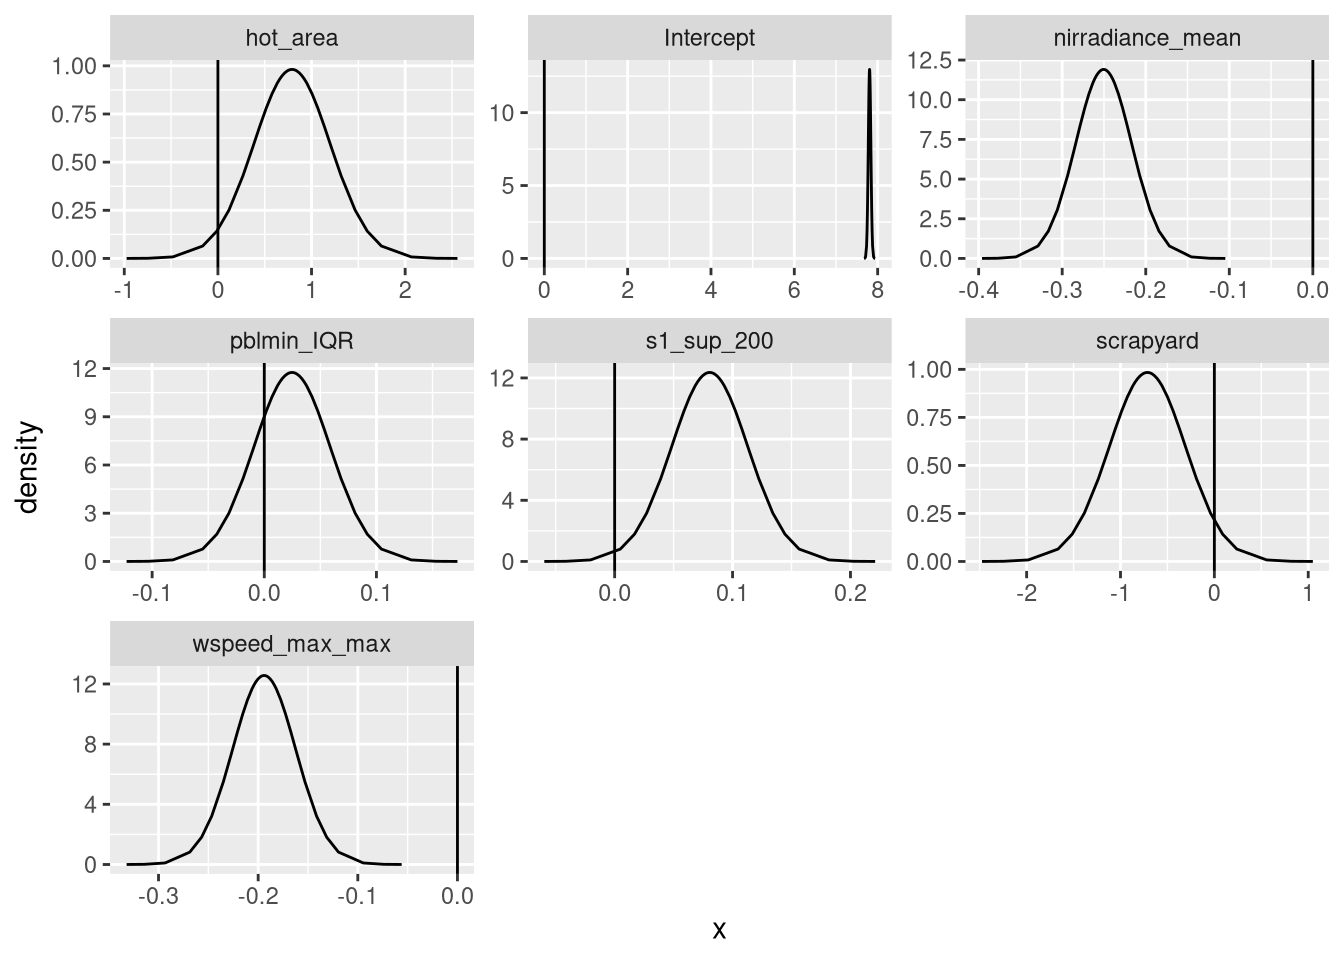 hot_area
Intercept
nirradiance_mean
1.00
0.75
0.50
0.25
0.00
-1 0 1 2
10
5
0
0 2 4 6 8
12.5
10.0
7.5
5.0
2.5
0.0
-0.4 -0.3 -0.2 -0.1 0.0
pblmin_IQR
s1_sup_200
scrapyard
12
9
6
3
0
-0.1 0.0 0.1
12
8
4
0
0.0 0.1 0.2
1.00
0.75
0.50
0.25
0.00
-2 -1 0 1
wspeed_max_max
12
8
4
0
-0.3 -0.2 -0.1 0.0
density
x